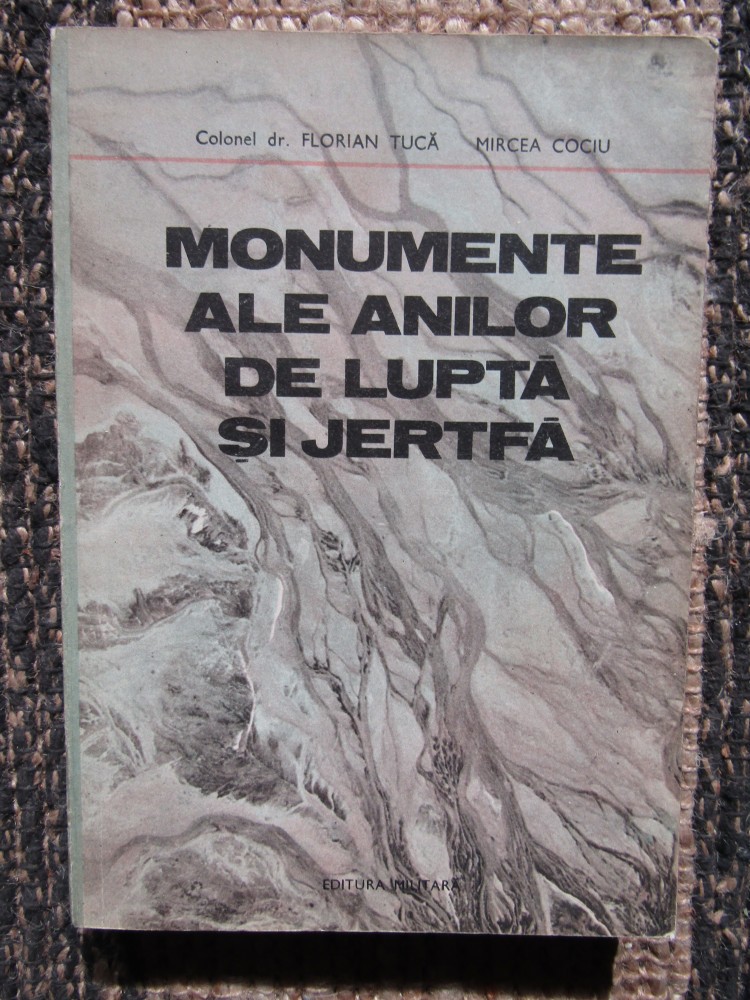 Colonel dr. FLORIAN TUCĂ MIRCEA COCIU
MONUMENTE
ALE ANILOR
DE LUPTĂ
ȘI JERTFĂ
EDITURA MILITARĂ